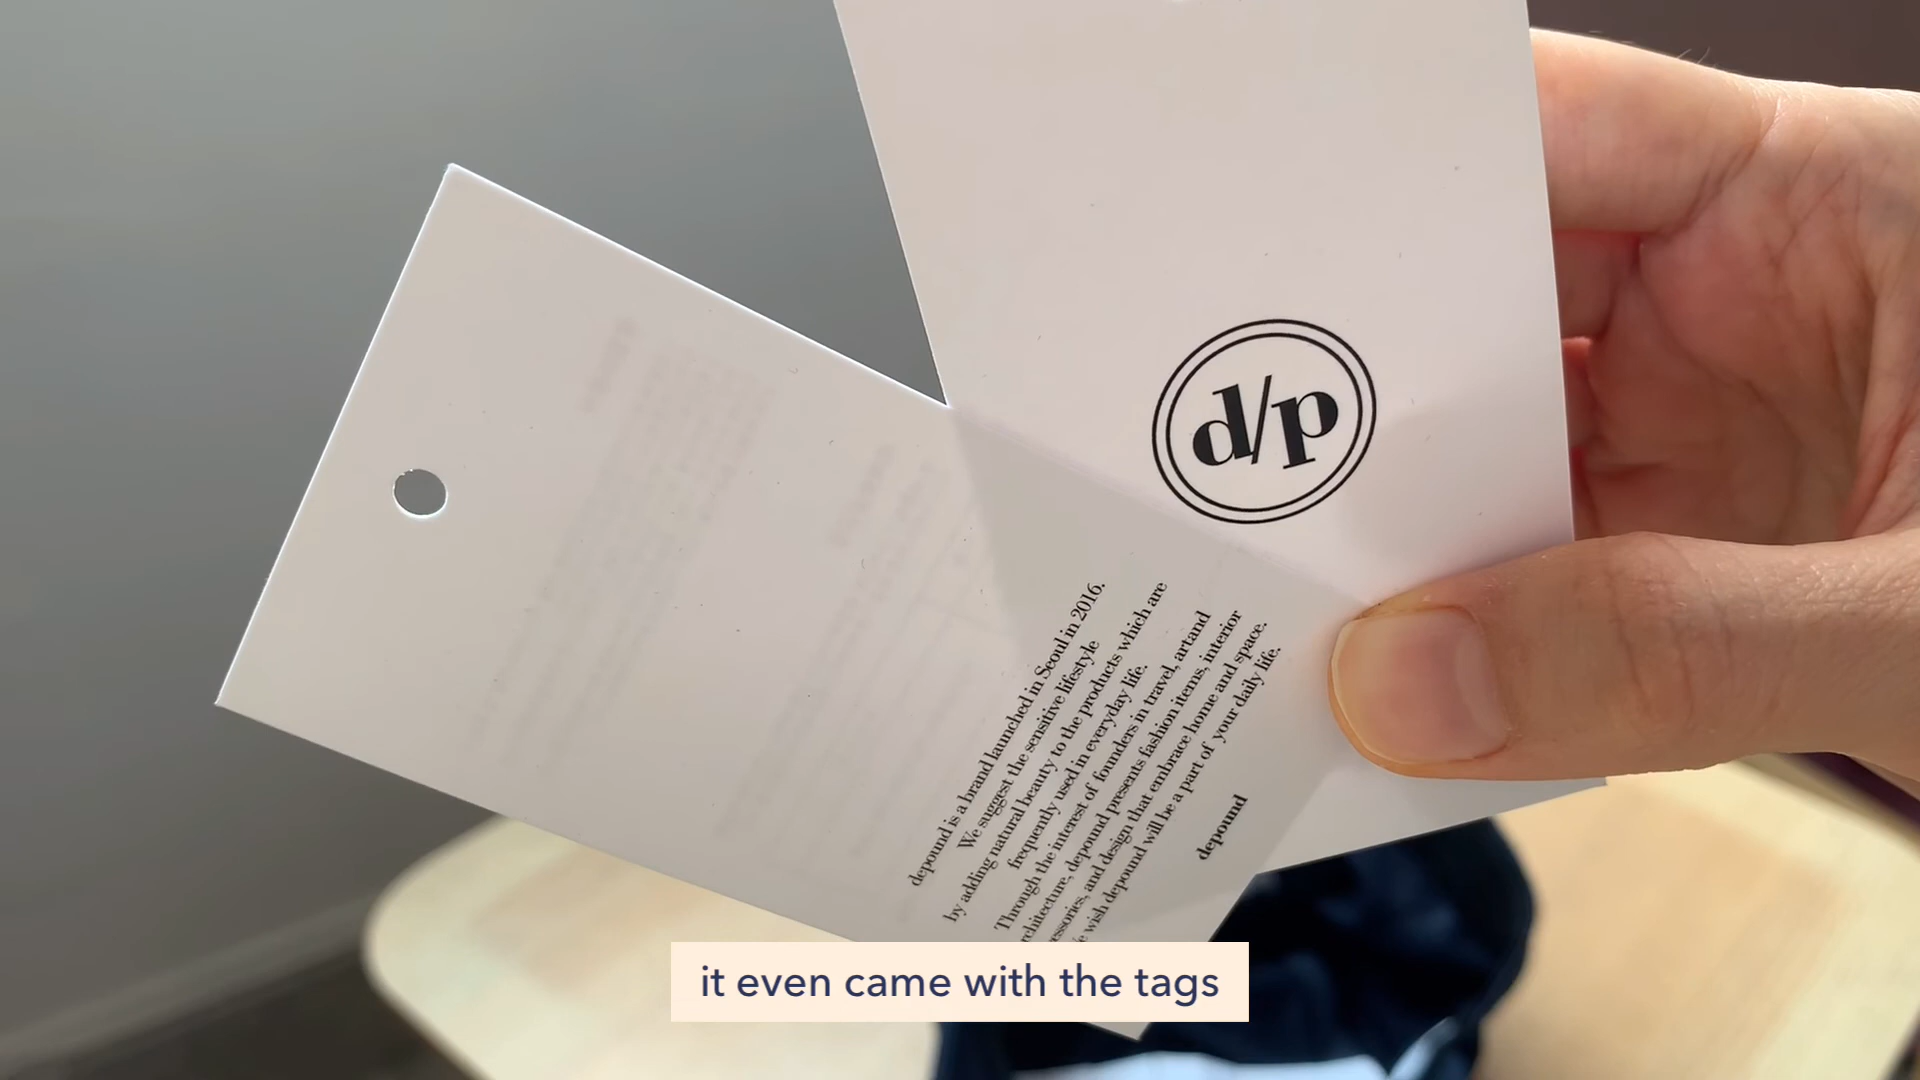 d/p
depound is a brand launched in Seoul in 2016.
We suggest the sensitive lifestyle
by adding natural beauty to the products which are
frequently used in everyday life.
Through the interest of founders in travel, artand
depound presents fashion items, interior
and design that embrace home and space.
wish depound will be a part of your daily life.
depound
it even came with the tags